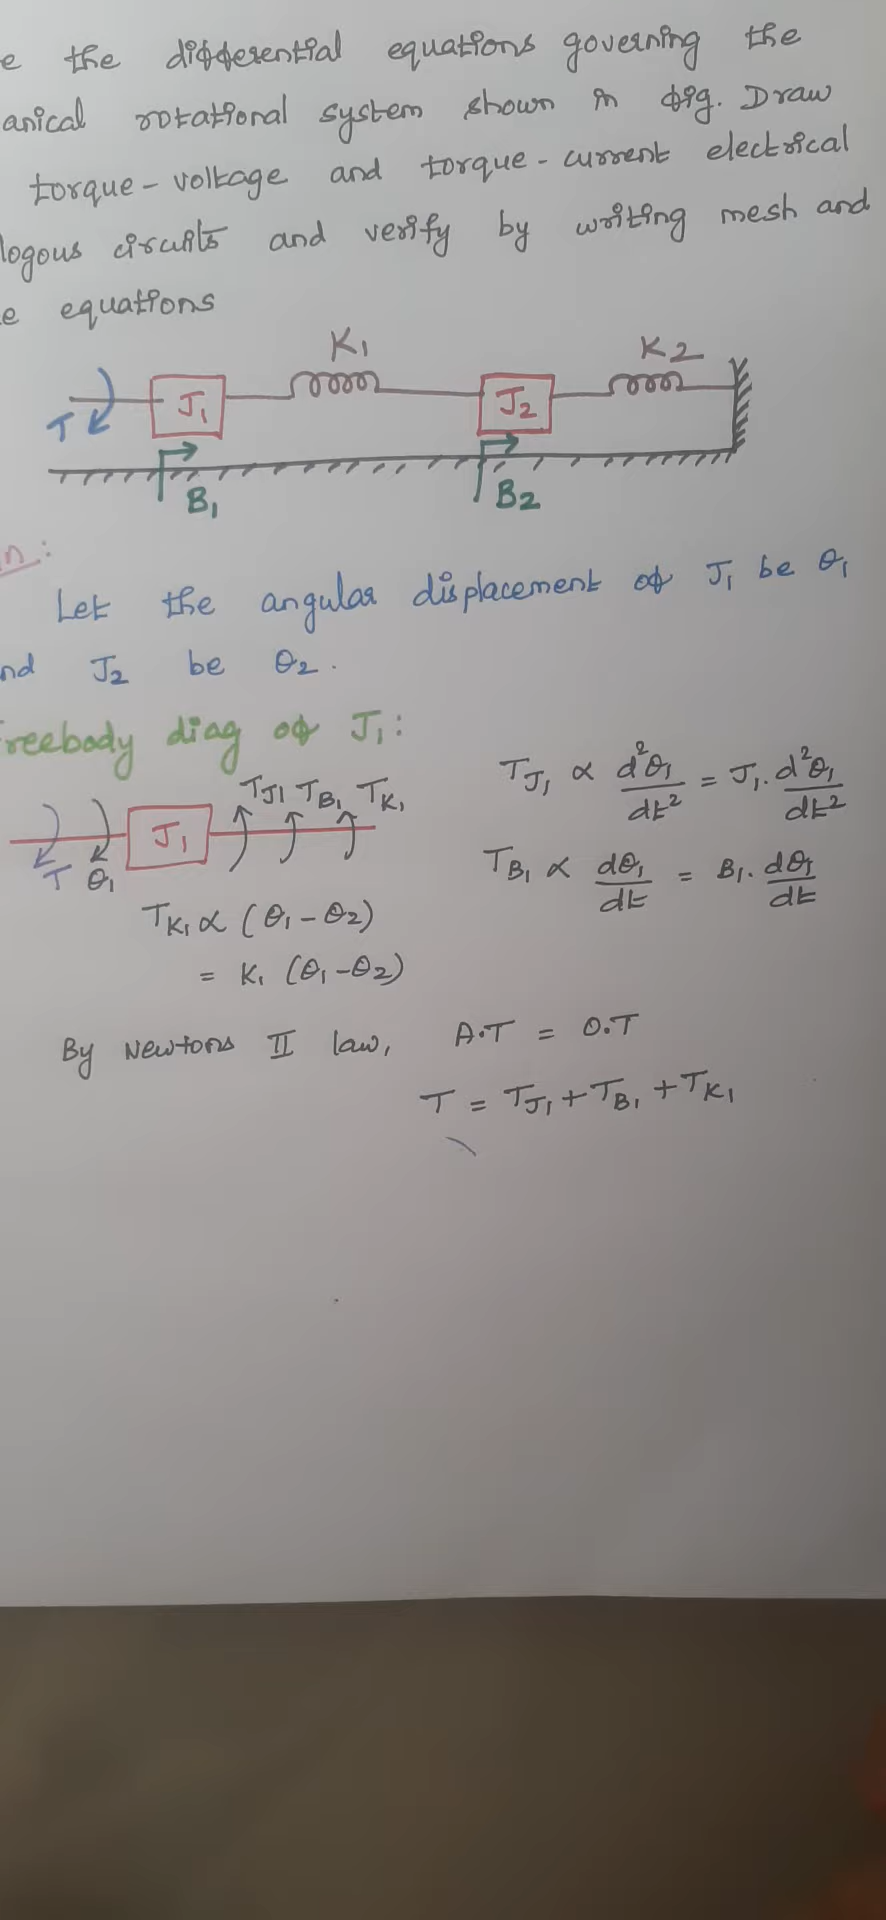 e the differential equations governing the
anical rotational system shown in fig. Draw
torque-voltage and torque-current electrical
logous circuits and verify by writing mesh and
e equations
K₁ K2
T J₁ J₂
B₁ B2
n:
Let the angular displacement of J₁ be θ₁
nd J₂ be θ₂.
reebody diag of J₁:
TJ1 TB₁ TK₁
J₁
T θ₁
TJ₁ ∝ d²θ₁/dt² = J₁. d²θ₁/dt²
TB₁ ∝ dθ₁/dt = B₁. dθ₁/dt
TK₁ ∝ (θ₁-θ₂)
= K₁ (θ₁-θ₂)
By Newtons II law, A.T = O.T
T = TJ₁ + TB₁ + TK₁